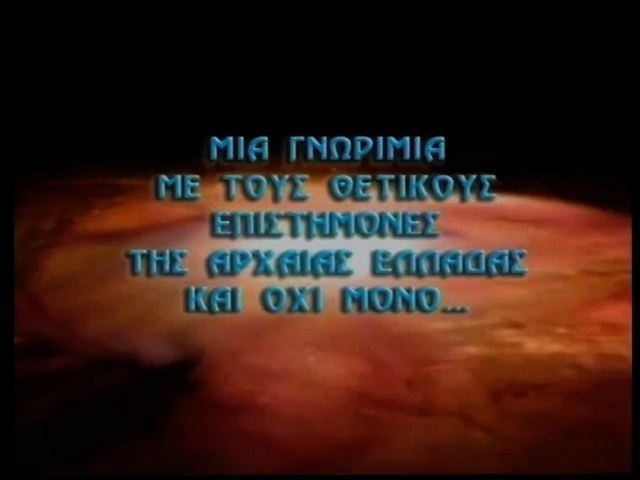 ΜΙΑ ΓΝΩΡΙΜΙΑ
ΜΕ ΤΟΥΣ ΘΕΤΙΚΟΥΣ
ΕΠΙΣΤΗΜΟΝΕΣ
ΤΗΣ ΑΡΧΑΙΑΣ ΕΛΛΑΔΑΣ
ΚΑΙ ΟΧΙ ΜΟΝΟ...